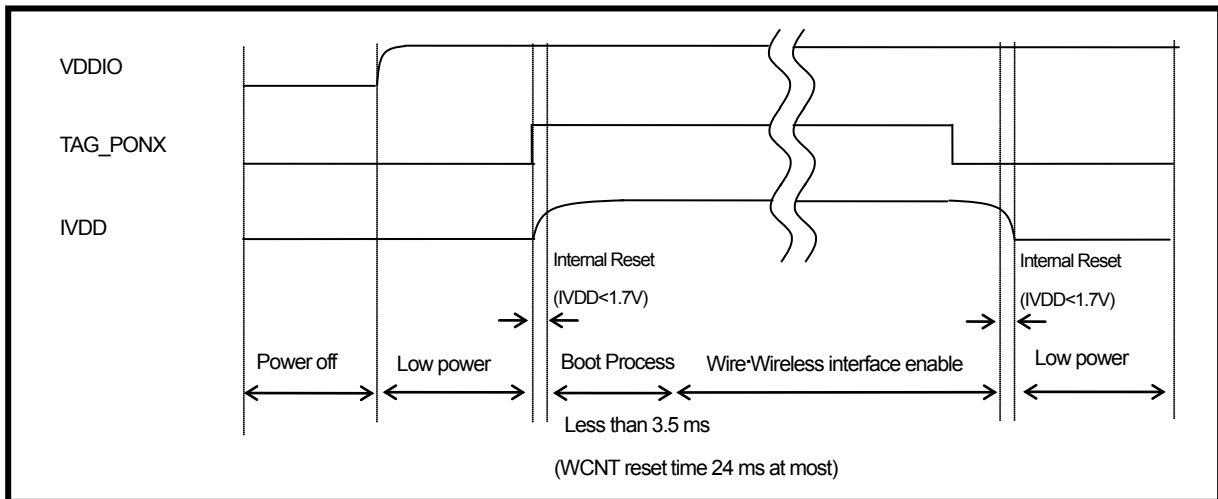 VDDIO
TAG_PONX
IVDD
Internal Reset
(IVDD<1.7V)
Internal Reset
(IVDD<1.7V)
Power off
Low power
Boot Process
Wire·Wireless interface enable
Low power
Less than 3.5 ms
(WCNT reset time 24 ms at most)